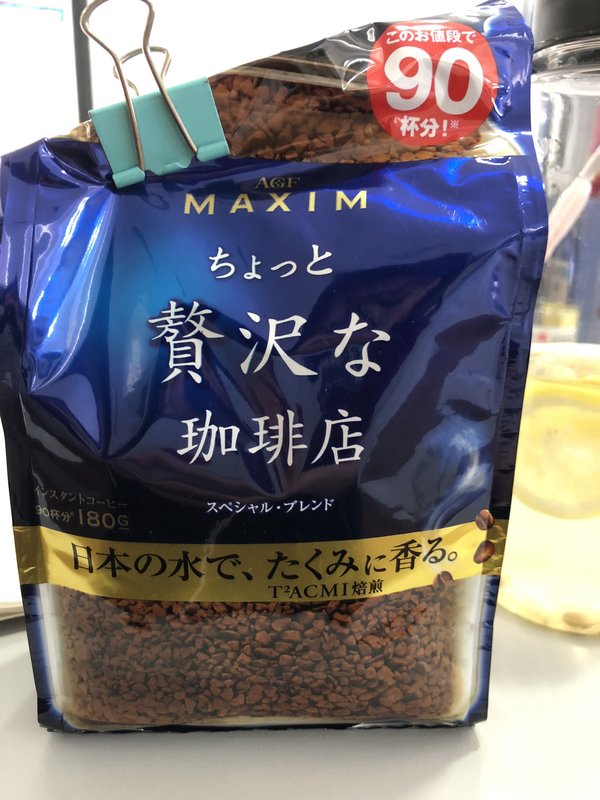 このお値段で
90
杯分!※
AGF
MAXIM
ちょっと
贅沢な
珈琲店
スペシャル・ブレンド
インスタントコーヒー
90杯分※ 180G
日本の水で、たくみに香る。
T²ACMI焙煎